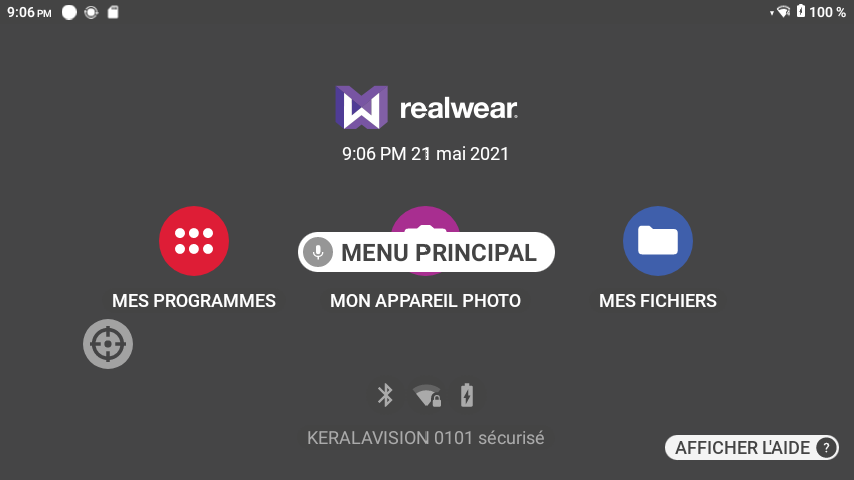 9:06 PM
100 %
realwear
9:06 PM 21 mai 2021
MENU PRINCIPAL
MES PROGRAMMES
MON APPAREIL PHOTO
MES FICHIERS
KERALAVISION 0101 sécurisé
AFFICHER L'AIDE ?